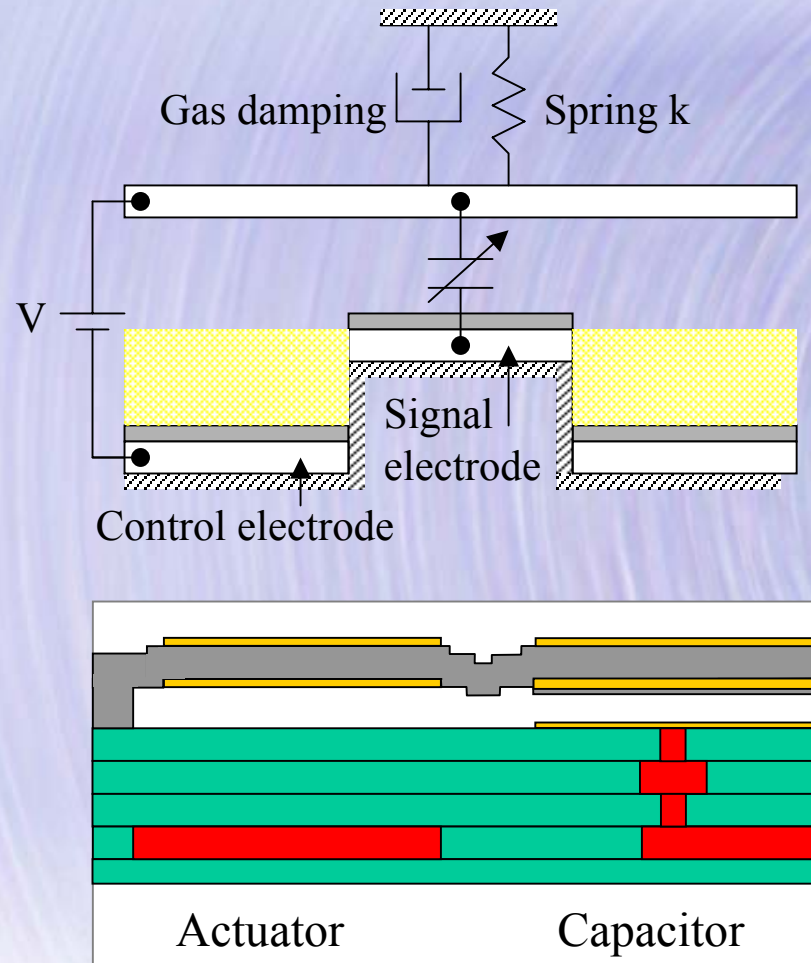 Gas damping
Spring k
V
Signal
electrode
Control electrode
Actuator
Capacitor